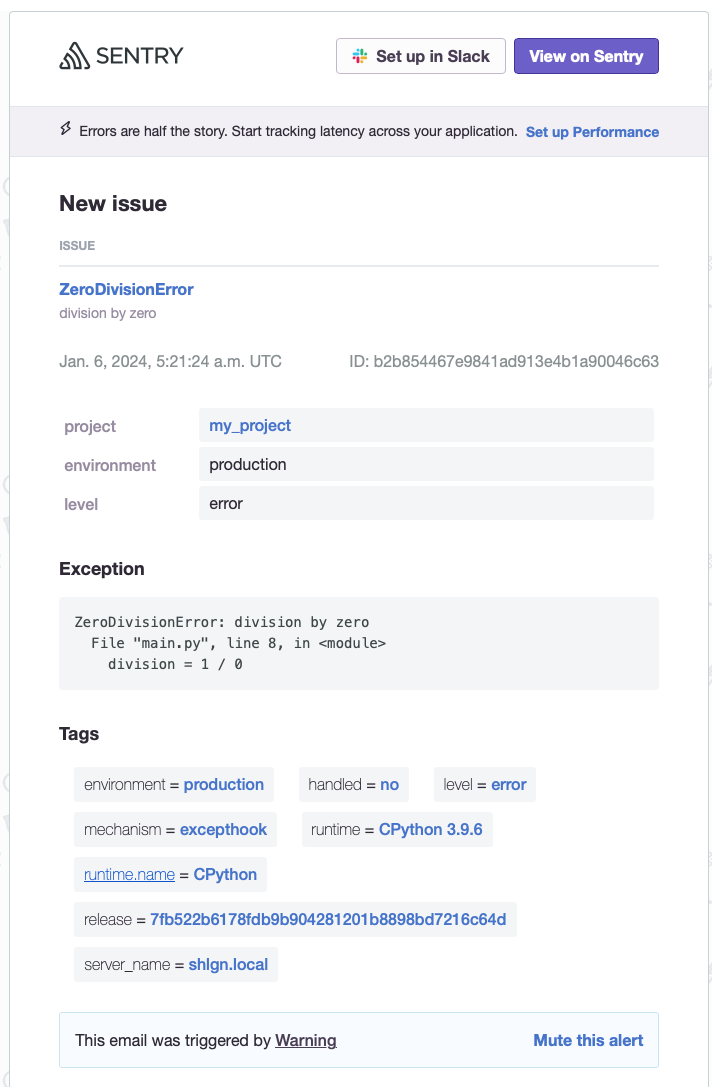 SENTRY
Set up in Slack
View on Sentry
Errors are half the story. Start tracking latency across your application. Set up Performance
New issue
ISSUE
ZeroDivisionError
division by zero
Jan. 6, 2024, 5:21:24 a.m. UTC
ID: b2b854467e9841ad913e4b1a90046c63
project my_project
environment production
level error
Exception
ZeroDivisionError: division by zero
File "main.py", line 8, in <module>
division = 1 / 0
Tags
environment = production handled = no level = error
mechanism = excepthook runtime = CPython 3.9.6
runtime.name = CPython
release = 7fb522b6178fdb9b904281201b8898bd7216c64d
server_name = shlgn.local
This email was triggered by Warning Mute this alert